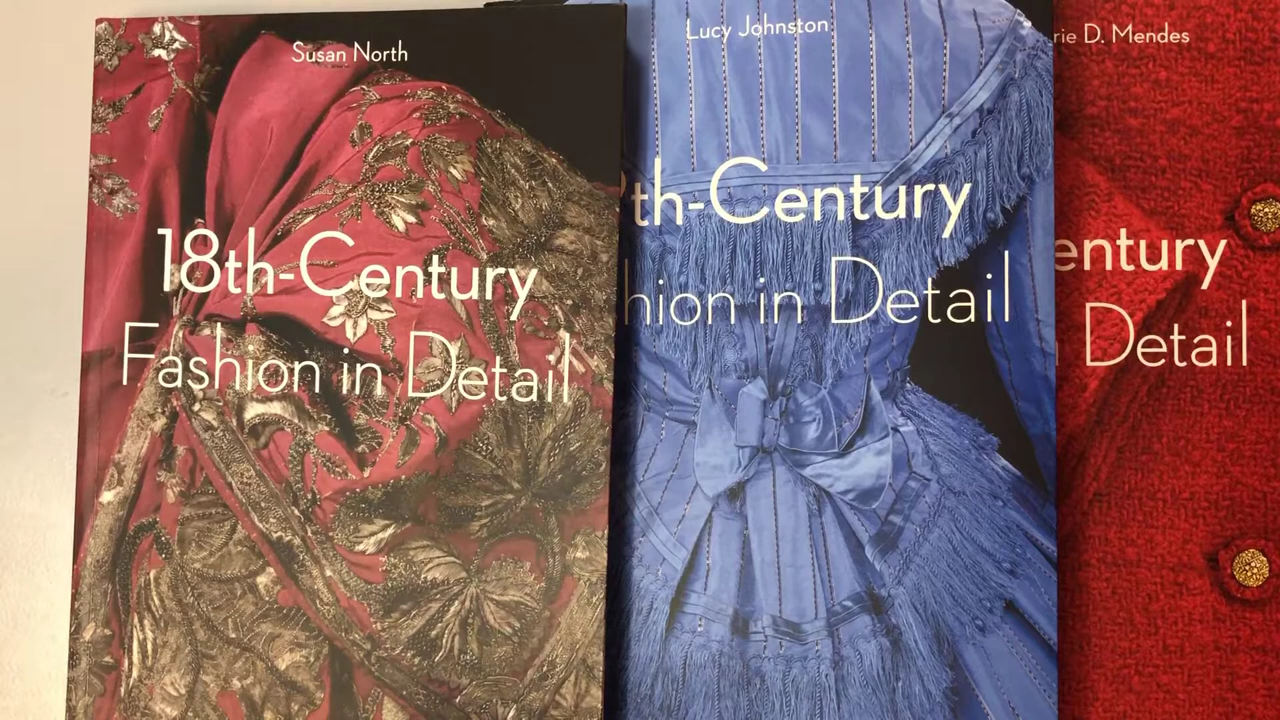 Susan North
18th-Century
Fashion in Detail
Lucy Johnston
th-Century
hion in Detail
rie D. Mendes
entury
Detail